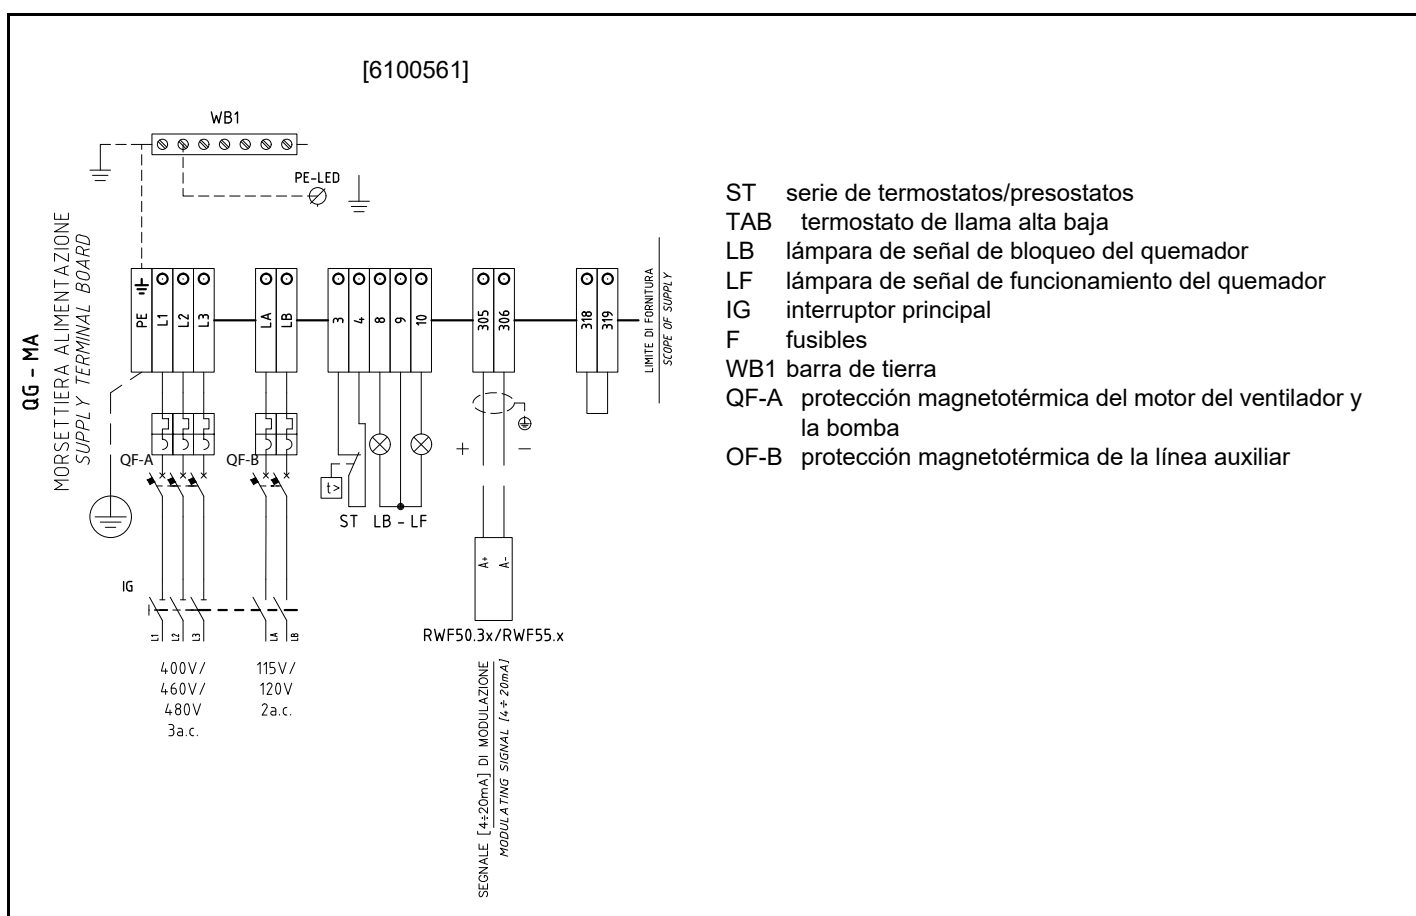 [6100561]
WB1
PE-LED
QG - MA
MORSETTIERA ALIMENTAZIONE
SUPPLY TERMINAL BOARD
PE L1 L2 L3 LA LB 3 4 8 9 10 305 306 318 319
LIMITE DI FORNITURA
SCOPE OF SUPPLY
QF-A QF-B
t>
+ −
ST LB - LF
A+ A-
IG
L1 L2 L3 LA LB
RWF50.3x/RWF55.x
400V/
460V/
480V
3a.c.
115V/
120V
2a.c.
SEGNALE [4÷20mA] DI MODULAZIONE
MODULATING SIGNAL [4÷20mA]
ST serie de termostatos/presostatos
TAB termostato de llama alta baja
LB lámpara de señal de bloqueo del quemador
LF lámpara de señal de funcionamiento del quemador
IG interruptor principal
F fusibles
WB1 barra de tierra
QF-A protección magnetotérmica del motor del ventilador y
la bomba
OF-B protección magnetotérmica de la línea auxiliar